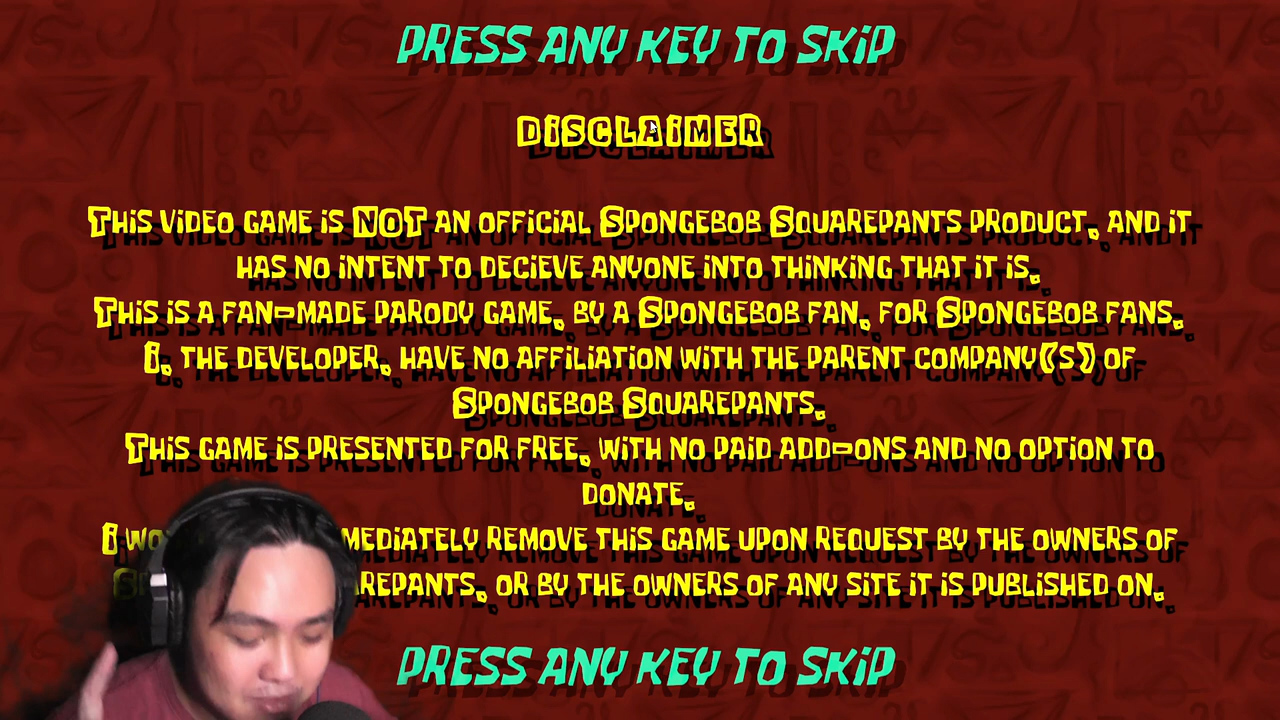 PRESS ANY KEY TO SKIP
DISCLAIMER
This video game is NOT an official Spongebob Squarepants product, and it
has no intent to decieve anyone into thinking that it is.
This is a fan-made parody game, by a Spongebob fan, for Spongebob fans.
I, the developer, have no affiliation with the parent company(s) of
Spongebob Squarepants.
This game is presented for free, with no paid add-ons and no option to
donate.
I remove this game upon request by the owners of
or by the owners of any site it is published on.
PRESS ANY KEY TO SKIP